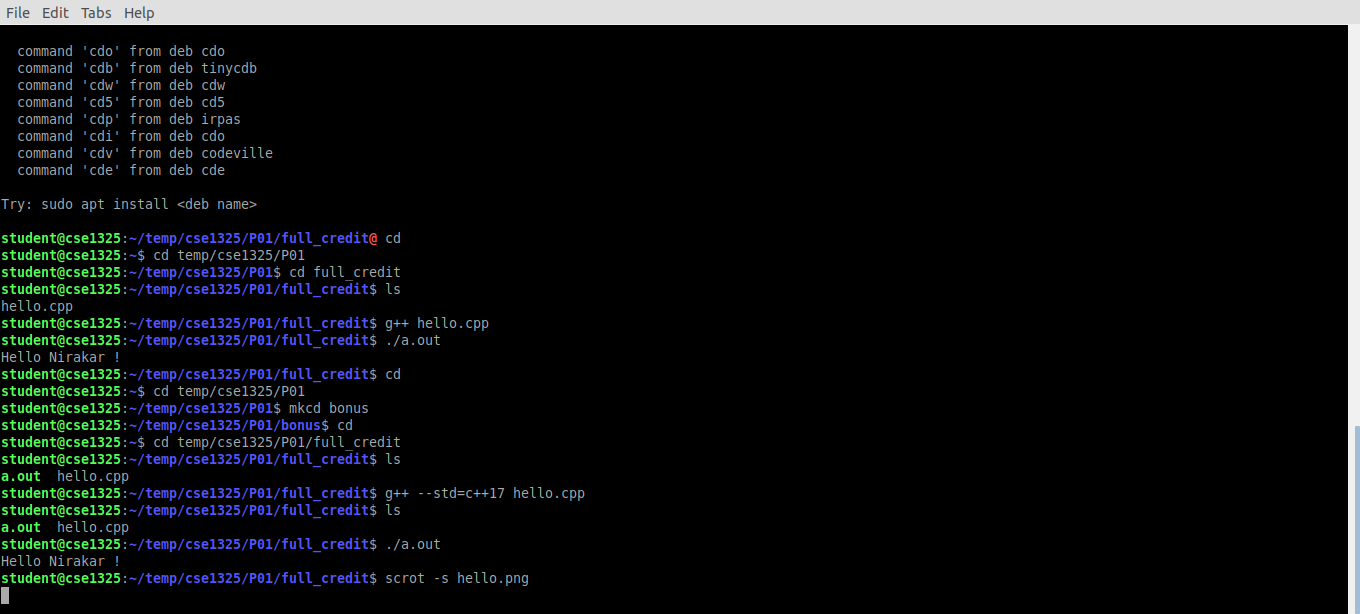 File Edit Tabs Help
command 'cdo' from deb cdo
command 'cdb' from deb tinycdb
command 'cdw' from deb cdw
command 'cd5' from deb cd5
command 'cdp' from deb irpas
command 'cdi' from deb cdo
command 'cdv' from deb codeville
command 'cde' from deb cde
Try: sudo apt install <deb name>
student@cse1325:~/temp/cse1325/P01/full_credit@ cd
student@cse1325:~$ cd temp/cse1325/P01
student@cse1325:~/temp/cse1325/P01$ cd full_credit
student@cse1325:~/temp/cse1325/P01/full_credit$ ls
hello.cpp
student@cse1325:~/temp/cse1325/P01/full_credit$ g++ hello.cpp
student@cse1325:~/temp/cse1325/P01/full_credit$ ./a.out
Hello Nirakar !
student@cse1325:~/temp/cse1325/P01/full_credit$ cd
student@cse1325:~$ cd temp/cse1325/P01
student@cse1325:~/temp/cse1325/P01$ mkcd bonus
student@cse1325:~/temp/cse1325/P01/bonus$ cd
student@cse1325:~$ cd temp/cse1325/P01/full_credit
student@cse1325:~/temp/cse1325/P01/full_credit$ ls
a.out  hello.cpp
student@cse1325:~/temp/cse1325/P01/full_credit$ g++ --std=c++17 hello.cpp
student@cse1325:~/temp/cse1325/P01/full_credit$ ls
a.out  hello.cpp
student@cse1325:~/temp/cse1325/P01/full_credit$ ./a.out
Hello Nirakar !
student@cse1325:~/temp/cse1325/P01/full_credit$ scrot -s hello.png